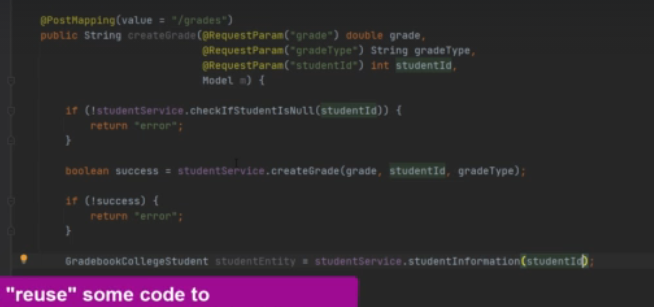 @PostMapping(value = "/grades")
public String createGrade(@RequestParam("grade") double grade,
@RequestParam("gradeType") String gradeType,
@RequestParam("studentId") int studentId,
Model m) {
if (!studentService.checkIfStudentIsNull(studentId)) {
return "error";
}
boolean success = studentService.createGrade(grade, studentId, gradeType);
if (!success) {
return "error";
}
GradebookCollegeStudent studentEntity = studentService.studentInformation(studentId);
"reuse" some code to